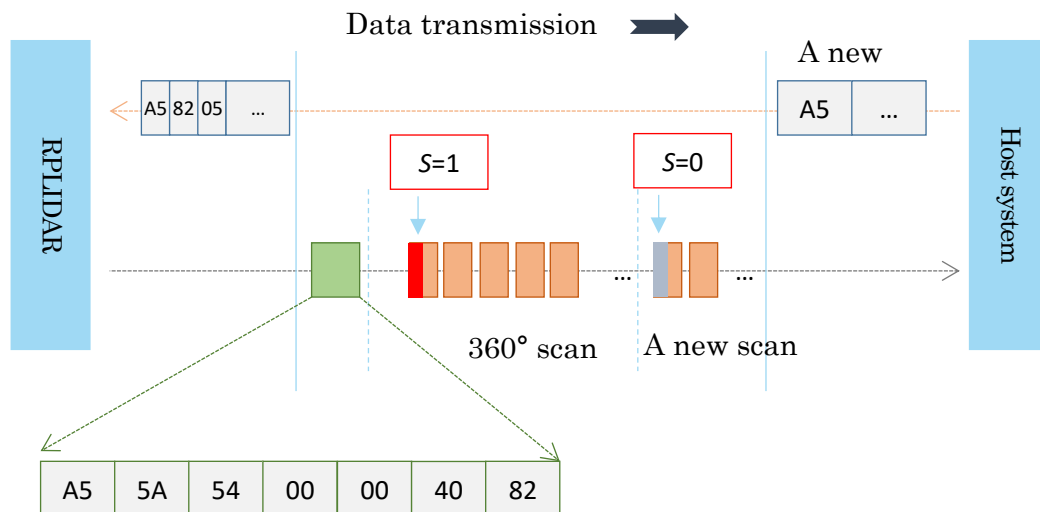 Data transmission
A new
A5 82 05 ...
A5 ...
RPLIDAR
Host system
S=1
S=0
... ...
360° scan
A new scan
A5 5A 54 00 00 40 82